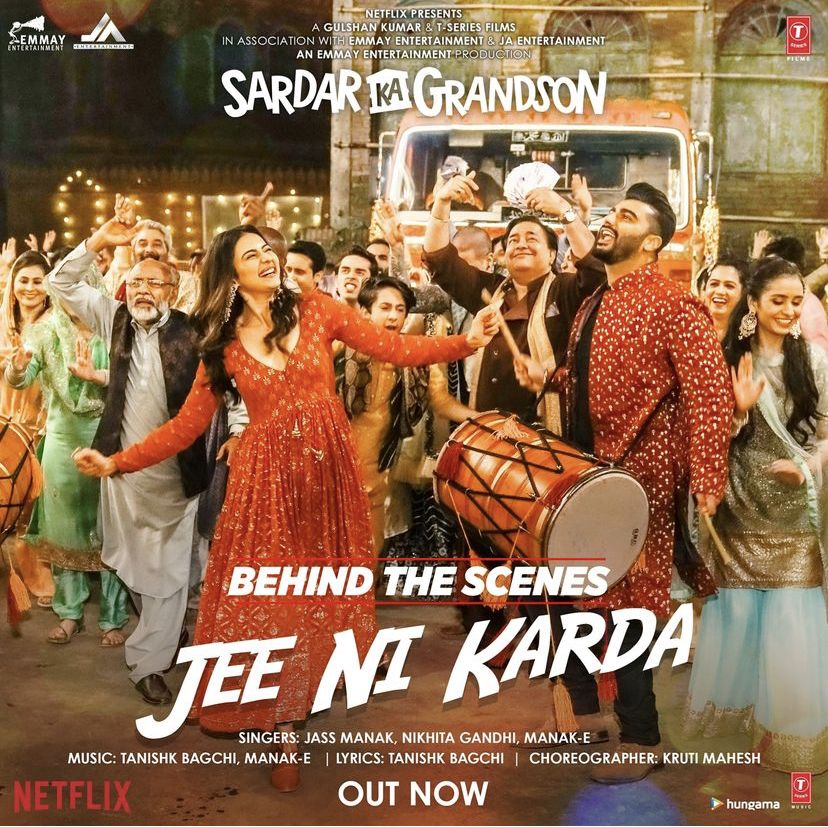 NETFLIX PRESENTS
A GULSHAN KUMAR & T-SERIES FILMS
IN ASSOCIATION WITH EMMAY ENTERTAINMENT & JA ENTERTAINMENT
AN EMMAY ENTERTAINMENT PRODUCTION
EMMAY
ENTERTAINMENT
JA
ENTERTAINMENT
T
SERIES
FILMS
SARDAR KA GRANDSON
BEHIND THE SCENES
JEE NI KARDA
SINGERS: JASS MANAK, NIKHITA GANDHI, MANAK-E
MUSIC: TANISHK BAGCHI, MANAK-E | LYRICS: TANISHK BAGCHI | CHOREOGRAPHER: KRUTI MAHESH
NETFLIX
OUT NOW
hungama
T
SERIES
MUSIC